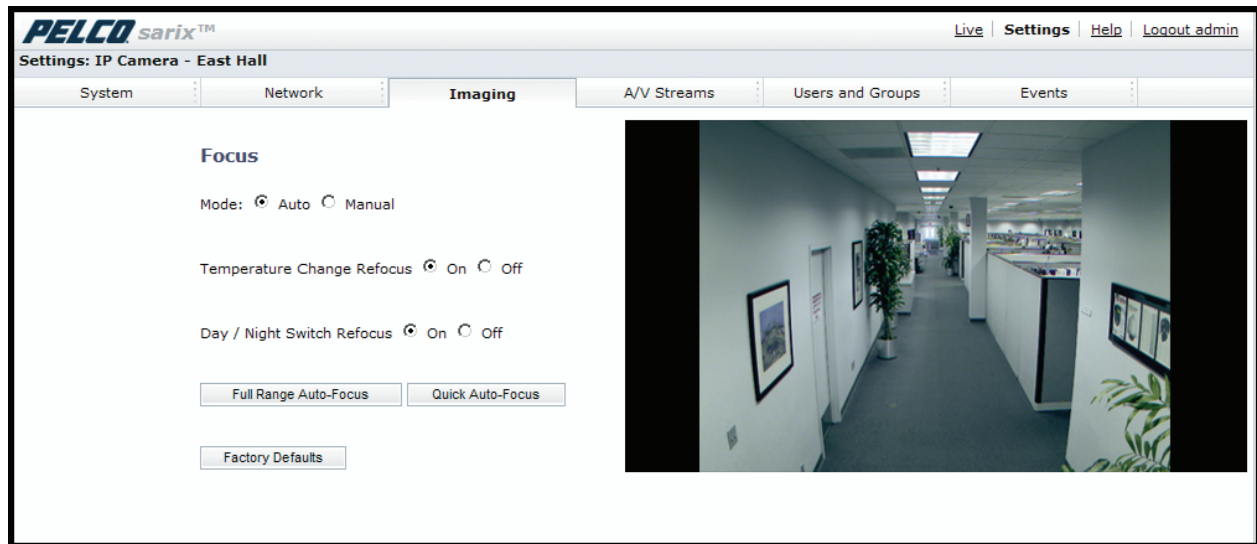 PELCO sarix™
Live | Settings | Help | Logout admin
Settings: IP Camera - East Hall
System Network Imaging A/V Streams Users and Groups Events
Focus
Mode: Auto Manual
Temperature Change Refocus On Off
Day / Night Switch Refocus On Off
Full Range Auto-Focus Quick Auto-Focus
Factory Defaults